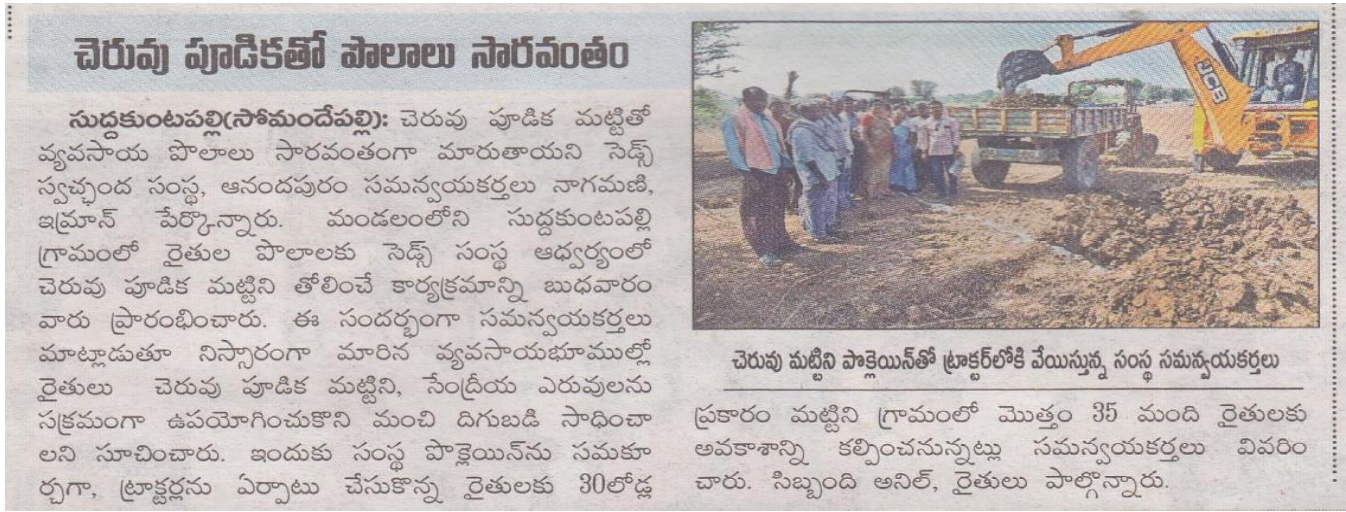 చెరువు పూడికతో పొలాలు సారవంతం
సుద్దకుంటపల్లి(సోమందేపల్లి): చెరువు పూడిక మట్టితో
వ్యవసాయ పొలాలు సారవంతంగా మారుతాయని సెడ్స్
స్వచ్ఛంద సంస్థ, ఆనందపురం సమన్వయకర్తలు నాగమణి,
ఇమ్రాన్ పేర్కొన్నారు. మండలంలోని సుద్దకుంటపల్లి
గ్రామంలో రైతుల పొలాలకు సెడ్స్ సంస్థ ఆధ్వర్యంలో
చెరువు పూడిక మట్టిని తోలించే కార్యక్రమాన్ని బుధవారం
వారు ప్రారంభించారు. ఈ సందర్భంగా సమన్వయకర్తలు
మాట్లాడుతూ నిస్సారంగా మారిన వ్యవసాయభూముల్లో
రైతులు చెరువు పూడిక మట్టిని, సేంద్రీయ ఎరువులను
సక్రమంగా ఉపయోగించుకొని మంచి దిగుబడి సాధించా
లని సూచించారు. ఇందుకు సంస్థ పొక్లెయిన్‌ను సమకూ
ర్చగా, ట్రాక్టర్లను ఏర్పాటు చేసుకొన్న రైతులకు 30లోడ్ల
JCB
చెరువు మట్టిని పొక్లెయిన్‌తో ట్రాక్టర్‌లోకి వేయిస్తున్న సంస్థ సమన్వయకర్తలు
ప్రకారం మట్టిని గ్రామంలో మొత్తం 35 మంది రైతులకు
అవకాశాన్ని కల్పించనున్నట్లు సమన్వయకర్తలు వివరిం
చారు. సిబ్బంది అనిల్, రైతులు పాల్గొన్నారు.